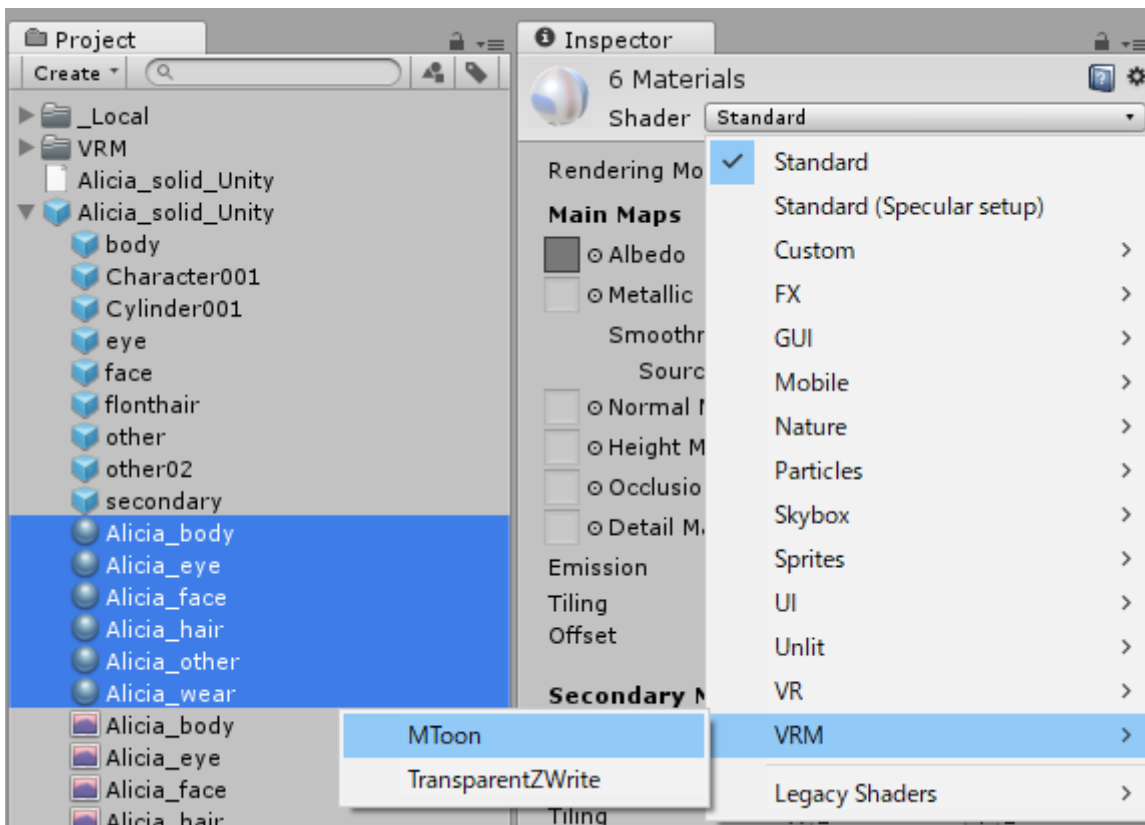 Project
Create
_Local
VRM
Alicia_solid_Unity
Alicia_solid_Unity
body
Character001
Cylinder001
eye
face
flonthair
other
other02
secondary
Alicia_body
Alicia_eye
Alicia_face
Alicia_hair
Alicia_other
Alicia_wear
Alicia_body
Alicia_eye
Alicia_face
Alicia_hair
Inspector
6 Materials
Shader Standard
Rendering Mo
Main Maps
Albedo
Metallic
Smoothr
Sourc
Normal M
Height M
Occlusio
Detail Ma
Emission
Tiling
Offset
Secondary M
Tiling
Standard
Standard (Specular setup)
Custom
FX
GUI
Mobile
Nature
Particles
Skybox
Sprites
UI
Unlit
VR
VRM
Legacy Shaders
MToon
TransparentZWrite